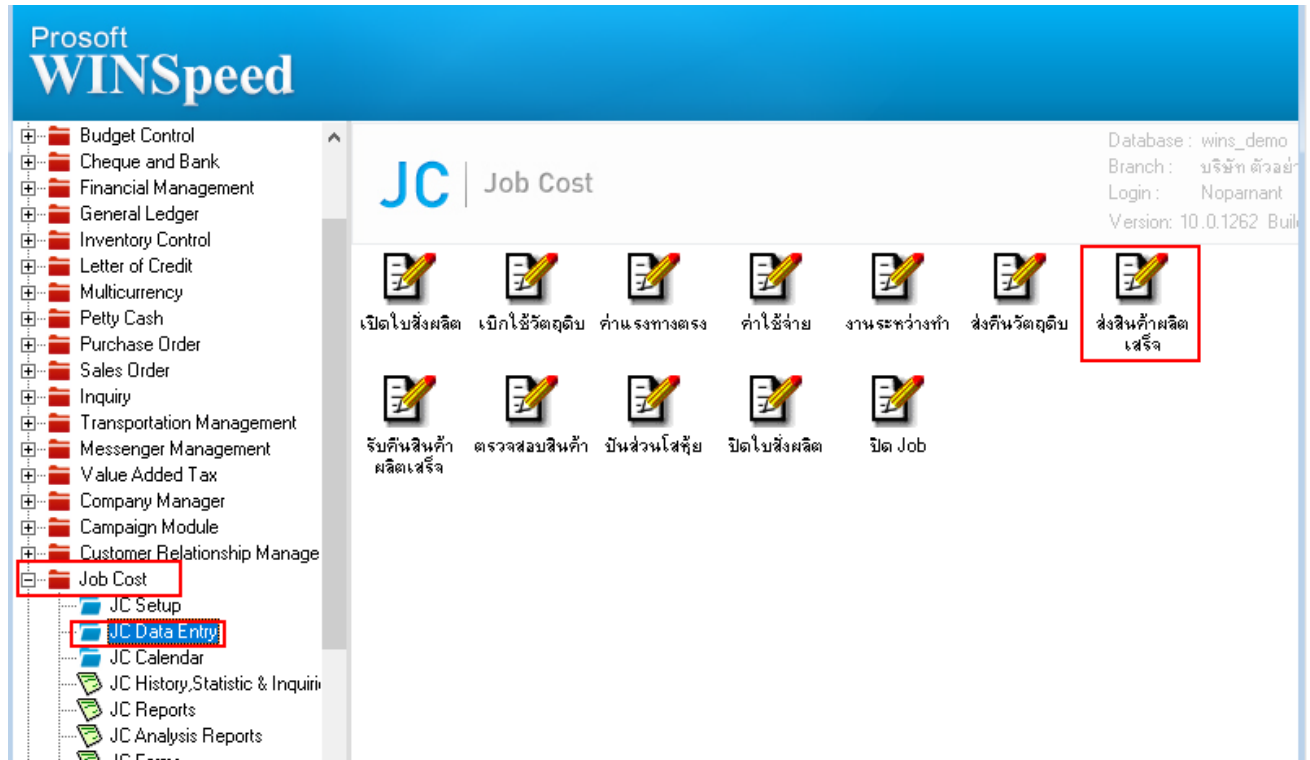 Prosoft
WINSpeed
Budget Control
Cheque and Bank
Financial Management
General Ledger
Inventory Control
Letter of Credit
Multicurrency
Petty Cash
Purchase Order
Sales Order
Inquiry
Transportation Management
Messenger Management
Value Added Tax
Company Manager
Campaign Module
Customer Relationship Manage
Job Cost
JC Setup
JC Data Entry
JC Calendar
JC History,Statistic & Inquiri
JC Reports
JC Analysis Reports
JC | Job Cost
Database : wins_demo
Branch : บริษัท ตัวอย่า
Login : Noparnant
Version: 10.0.1262 Buil
เปิดใบสั่งผลิต เบิกใช้วัตถุดิบ ค่าแรงทางตรง ค่าใช้จ่าย งานระหว่างทำ ส่งคืนวัตถุดิบ ส่งสินค้าผลิต
เสร็จ
รับคืนสินค้า ตรวจสอบสินค้า ปันส่วนโสหุ้ย ปิดใบสั่งผลิต ปิด Job
ผลิตเสร็จ